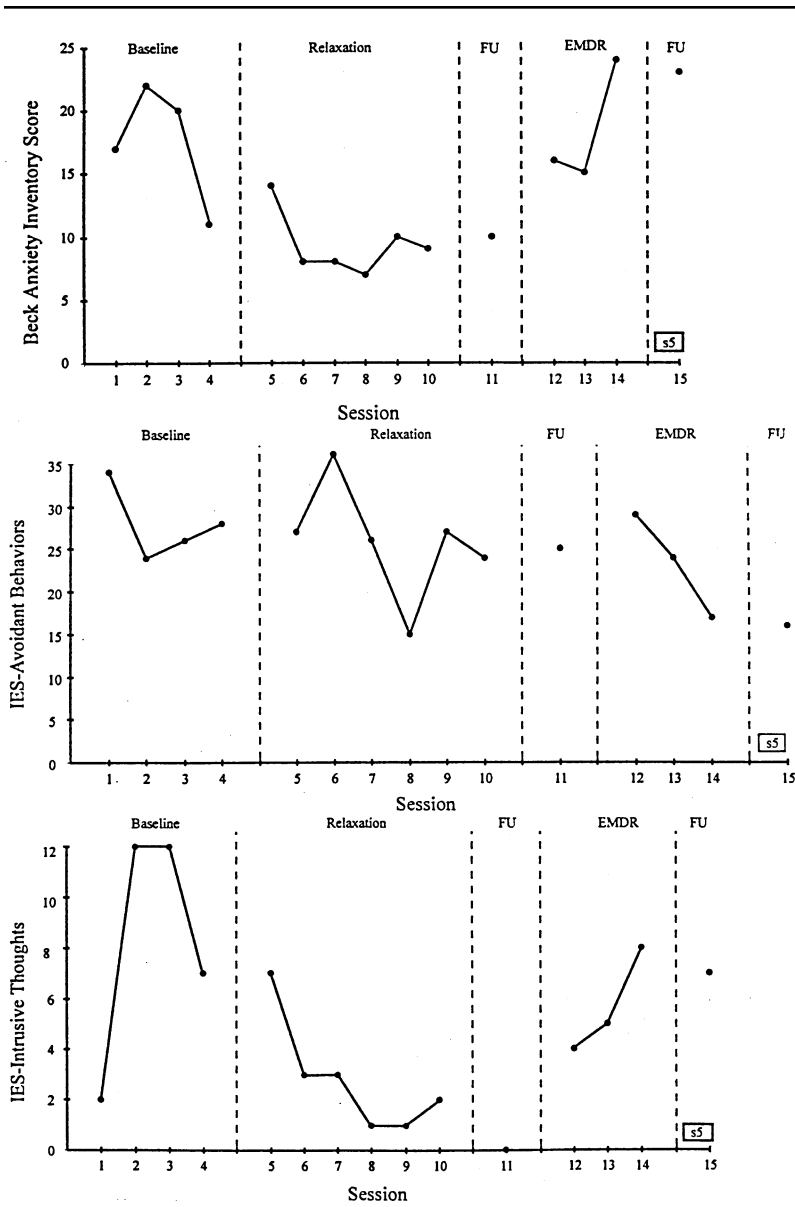 Baseline Relaxation FU EMDR FU
25
20
15
10
5
0
Beck Anxiety Inventory Score
s5
1 2 3 4 5 6 7 8 9 10 11 12 13 14 15
Session
Baseline Relaxation FU EMDR FU
35
30
25
20
15
10
5
0
IES-Avoidant Behaviors
s5
1 2 3 4 5 6 7 8 9 10 11 12 13 14 15
Session
Baseline Relaxation FU EMDR FU
12
10
8
6
4
2
0
IES-Intrusive Thoughts
s5
1 2 3 4 5 6 7 8 9 10 11 12 13 14 15
Session